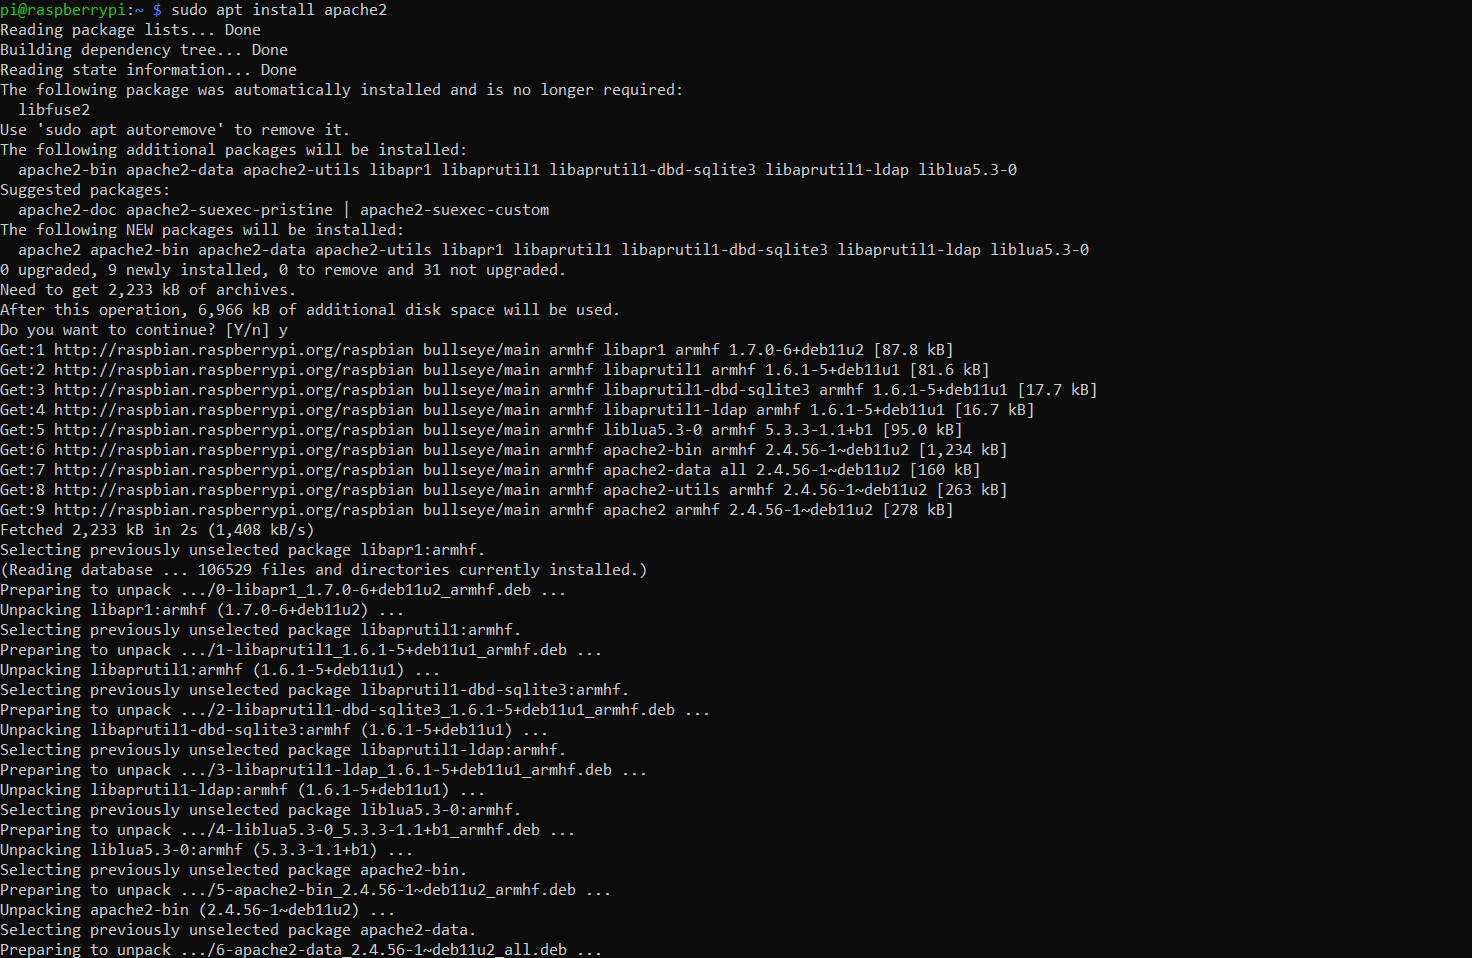 pi@raspberrypi:~ $ sudo apt install apache2
Reading package lists... Done
Building dependency tree... Done
Reading state information... Done
The following package was automatically installed and is no longer required:
  libfuse2
Use 'sudo apt autoremove' to remove it.
The following additional packages will be installed:
  apache2-bin apache2-data apache2-utils libapr1 libaprutil1 libaprutil1-dbd-sqlite3 libaprutil1-ldap liblua5.3-0
Suggested packages:
  apache2-doc apache2-suexec-pristine | apache2-suexec-custom
The following NEW packages will be installed:
  apache2 apache2-bin apache2-data apache2-utils libapr1 libaprutil1 libaprutil1-dbd-sqlite3 libaprutil1-ldap liblua5.3-0
0 upgraded, 9 newly installed, 0 to remove and 31 not upgraded.
Need to get 2,233 kB of archives.
After this operation, 6,966 kB of additional disk space will be used.
Do you want to continue? [Y/n] y
Get:1 http://raspbian.raspberrypi.org/raspbian bullseye/main armhf libapr1 armhf 1.7.0-6+deb11u2 [87.8 kB]
Get:2 http://raspbian.raspberrypi.org/raspbian bullseye/main armhf libaprutil1 armhf 1.6.1-5+deb11u1 [81.6 kB]
Get:3 http://raspbian.raspberrypi.org/raspbian bullseye/main armhf libaprutil1-dbd-sqlite3 armhf 1.6.1-5+deb11u1 [17.7 kB]
Get:4 http://raspbian.raspberrypi.org/raspbian bullseye/main armhf libaprutil1-ldap armhf 1.6.1-5+deb11u1 [16.7 kB]
Get:5 http://raspbian.raspberrypi.org/raspbian bullseye/main armhf liblua5.3-0 armhf 5.3.3-1.1+b1 [95.0 kB]
Get:6 http://raspbian.raspberrypi.org/raspbian bullseye/main armhf apache2-bin armhf 2.4.56-1~deb11u2 [1,234 kB]
Get:7 http://raspbian.raspberrypi.org/raspbian bullseye/main armhf apache2-data all 2.4.56-1~deb11u2 [160 kB]
Get:8 http://raspbian.raspberrypi.org/raspbian bullseye/main armhf apache2-utils armhf 2.4.56-1~deb11u2 [263 kB]
Get:9 http://raspbian.raspberrypi.org/raspbian bullseye/main armhf apache2 armhf 2.4.56-1~deb11u2 [278 kB]
Fetched 2,233 kB in 2s (1,408 kB/s)
Selecting previously unselected package libapr1:armhf.
(Reading database ... 106529 files and directories currently installed.)
Preparing to unpack .../0-libapr1_1.7.0-6+deb11u2_armhf.deb ...
Unpacking libapr1:armhf (1.7.0-6+deb11u2) ...
Selecting previously unselected package libaprutil1:armhf.
Preparing to unpack .../1-libaprutil1_1.6.1-5+deb11u1_armhf.deb ...
Unpacking libaprutil1:armhf (1.6.1-5+deb11u1) ...
Selecting previously unselected package libaprutil1-dbd-sqlite3:armhf.
Preparing to unpack .../2-libaprutil1-dbd-sqlite3_1.6.1-5+deb11u1_armhf.deb ...
Unpacking libaprutil1-dbd-sqlite3:armhf (1.6.1-5+deb11u1) ...
Selecting previously unselected package libaprutil1-ldap:armhf.
Preparing to unpack .../3-libaprutil1-ldap_1.6.1-5+deb11u1_armhf.deb ...
Unpacking libaprutil1-ldap:armhf (1.6.1-5+deb11u1) ...
Selecting previously unselected package liblua5.3-0:armhf.
Preparing to unpack .../4-liblua5.3-0_5.3.3-1.1+b1_armhf.deb ...
Unpacking liblua5.3-0:armhf (5.3.3-1.1+b1) ...
Selecting previously unselected package apache2-bin.
Preparing to unpack .../5-apache2-bin_2.4.56-1~deb11u2_armhf.deb ...
Unpacking apache2-bin (2.4.56-1~deb11u2) ...
Selecting previously unselected package apache2-data.
Preparing to unpack .../6-apache2-data_2.4.56-1~deb11u2_all.deb ...